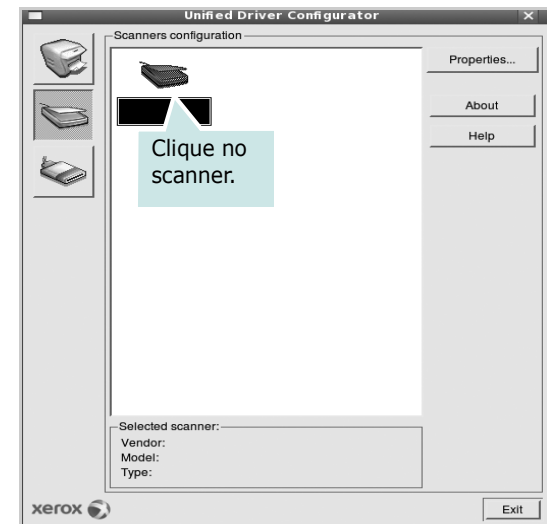 Unified Driver Configurator
Scanners configuration
Properties...
About
Help
Clique no
scanner.
Selected scanner:
Vendor:
Model:
Type:
xerox
Exit